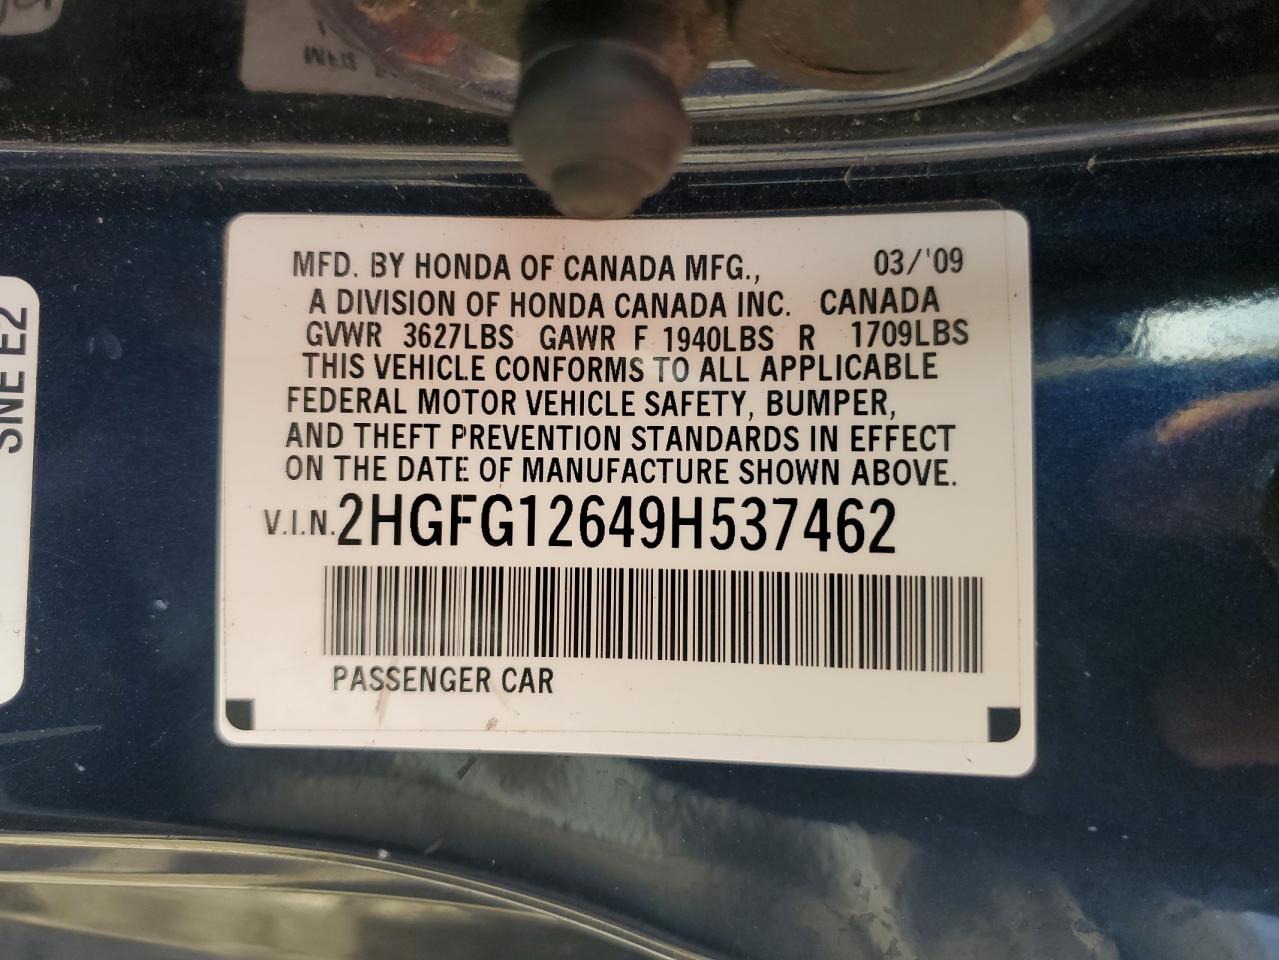 MFD. BY HONDA OF CANADA MFG., 03/'09
A DIVISION OF HONDA CANADA INC. CANADA
GVWR 3627LBS GAWR F 1940LBS R 1709LBS
THIS VEHICLE CONFORMS TO ALL APPLICABLE
FEDERAL MOTOR VEHICLE SAFETY, BUMPER,
AND THEFT PREVENTION STANDARDS IN EFFECT
ON THE DATE OF MANUFACTURE SHOWN ABOVE.
V.I.N. 2HGFG12649H537462
PASSENGER CAR
SNE E2